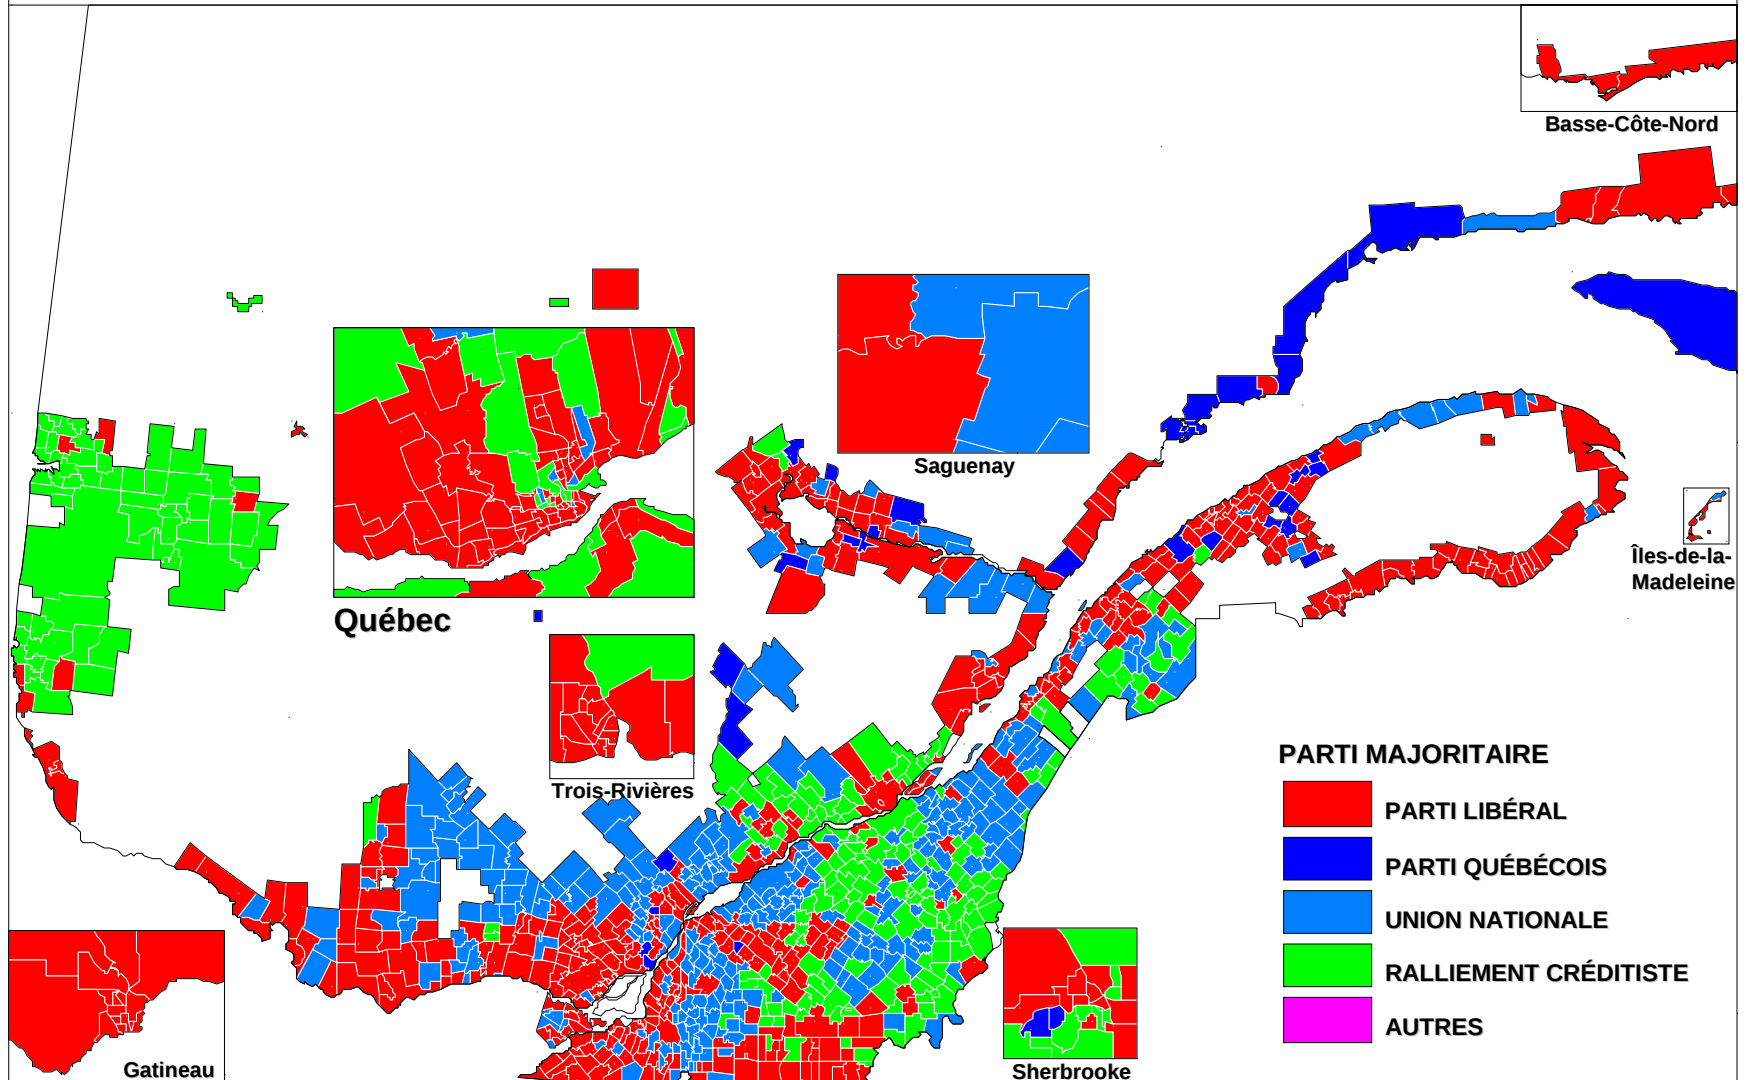 Basse-Côte-Nord
Saguenay
Îles-de-la-
Madeleine
Québec
Trois-Rivières
PARTI MAJORITAIRE
PARTI LIBÉRAL
PARTI QUÉBÉCOIS
UNION NATIONALE
RALLIEMENT CRÉDITISTE
AUTRES
Gatineau
Sherbrooke